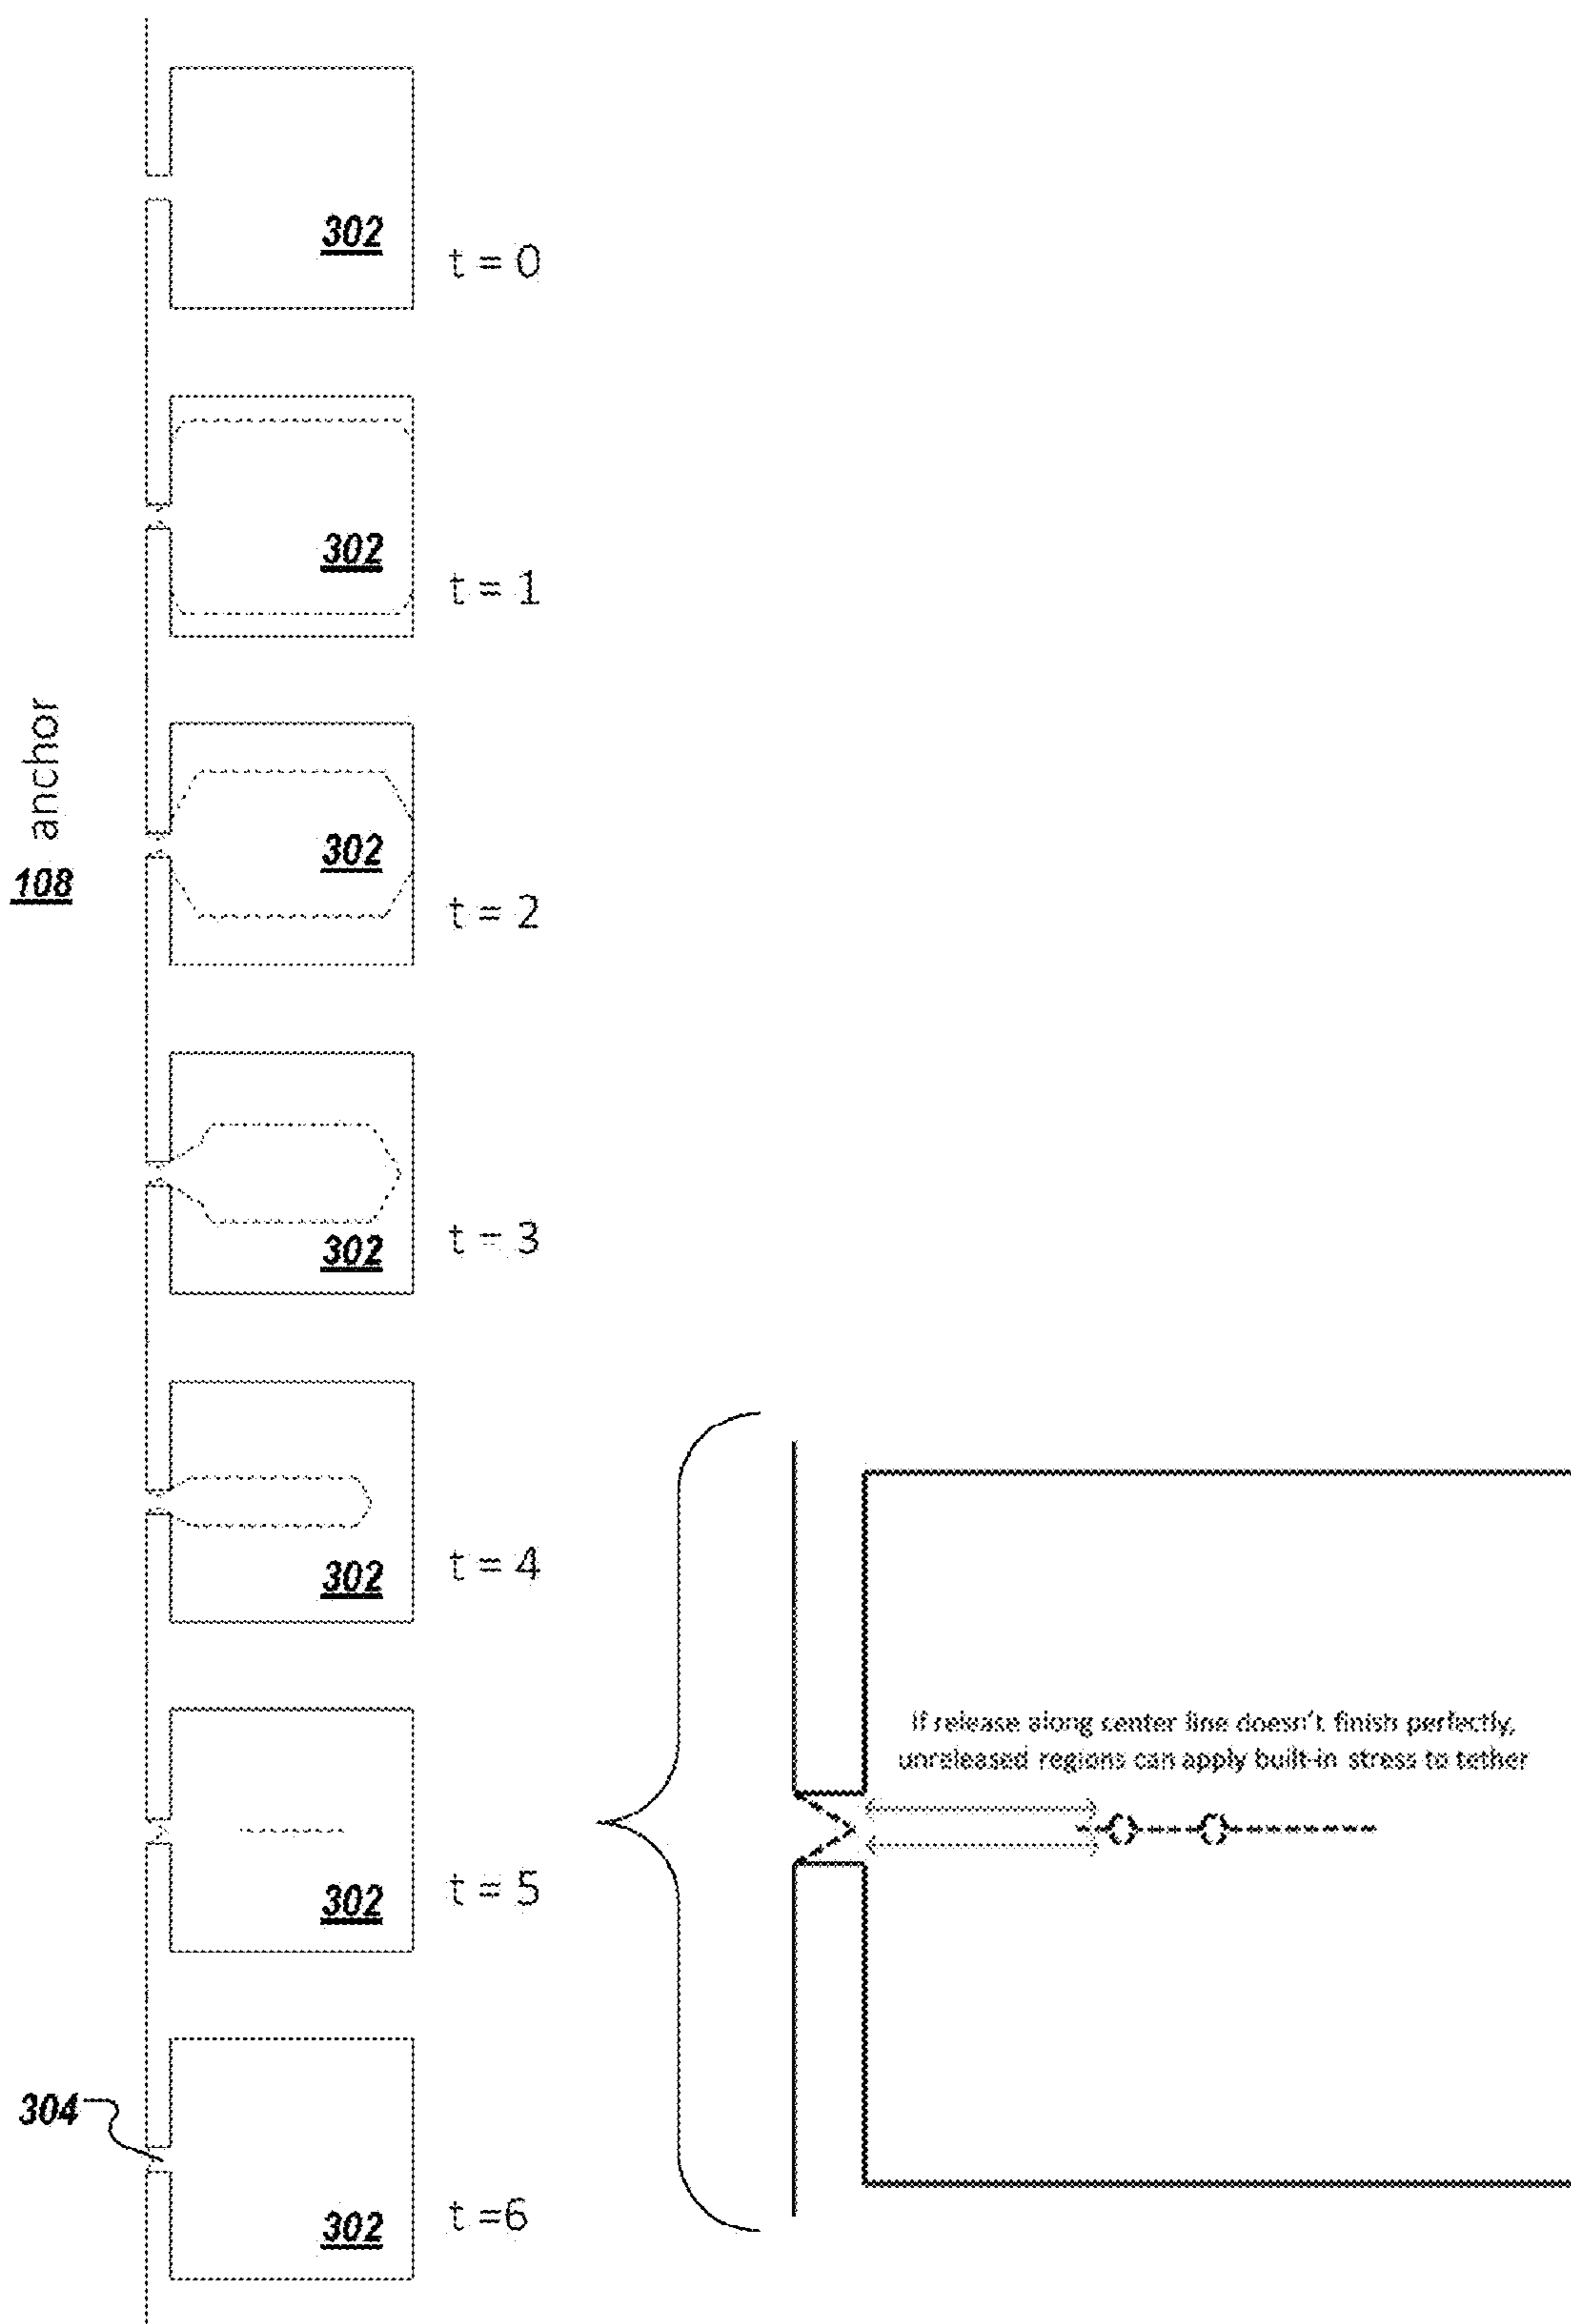 302
t = 0
302
t = 1
anchor
108
302
t = 2
302
t = 3
302
t = 4
If release along center line doesn't finish perfectly,
unreleased regions can apply built-in stress to tether
302
t = 5
304
302
t =6